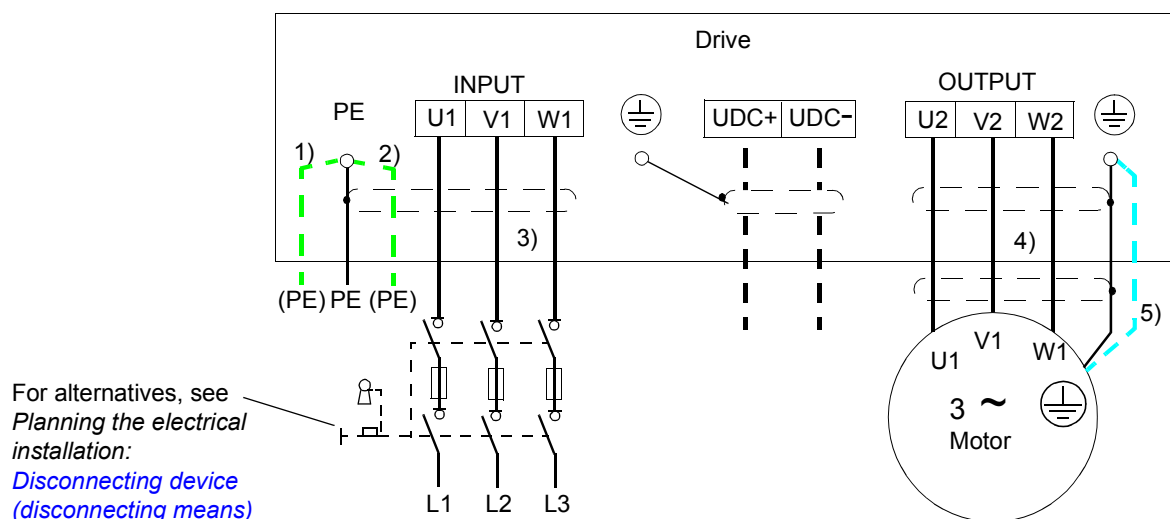 Drive
INPUT
OUTPUT
PE
U1 V1 W1
UDC+ UDC−
U2 V2 W2
1) 2)
3)
4)
(PE) PE (PE)
5)
U1 V1 W1
3 ~
Motor
For alternatives, see
Planning the electrical
installation:
Disconnecting device
(disconnecting means)
L1 L2 L3